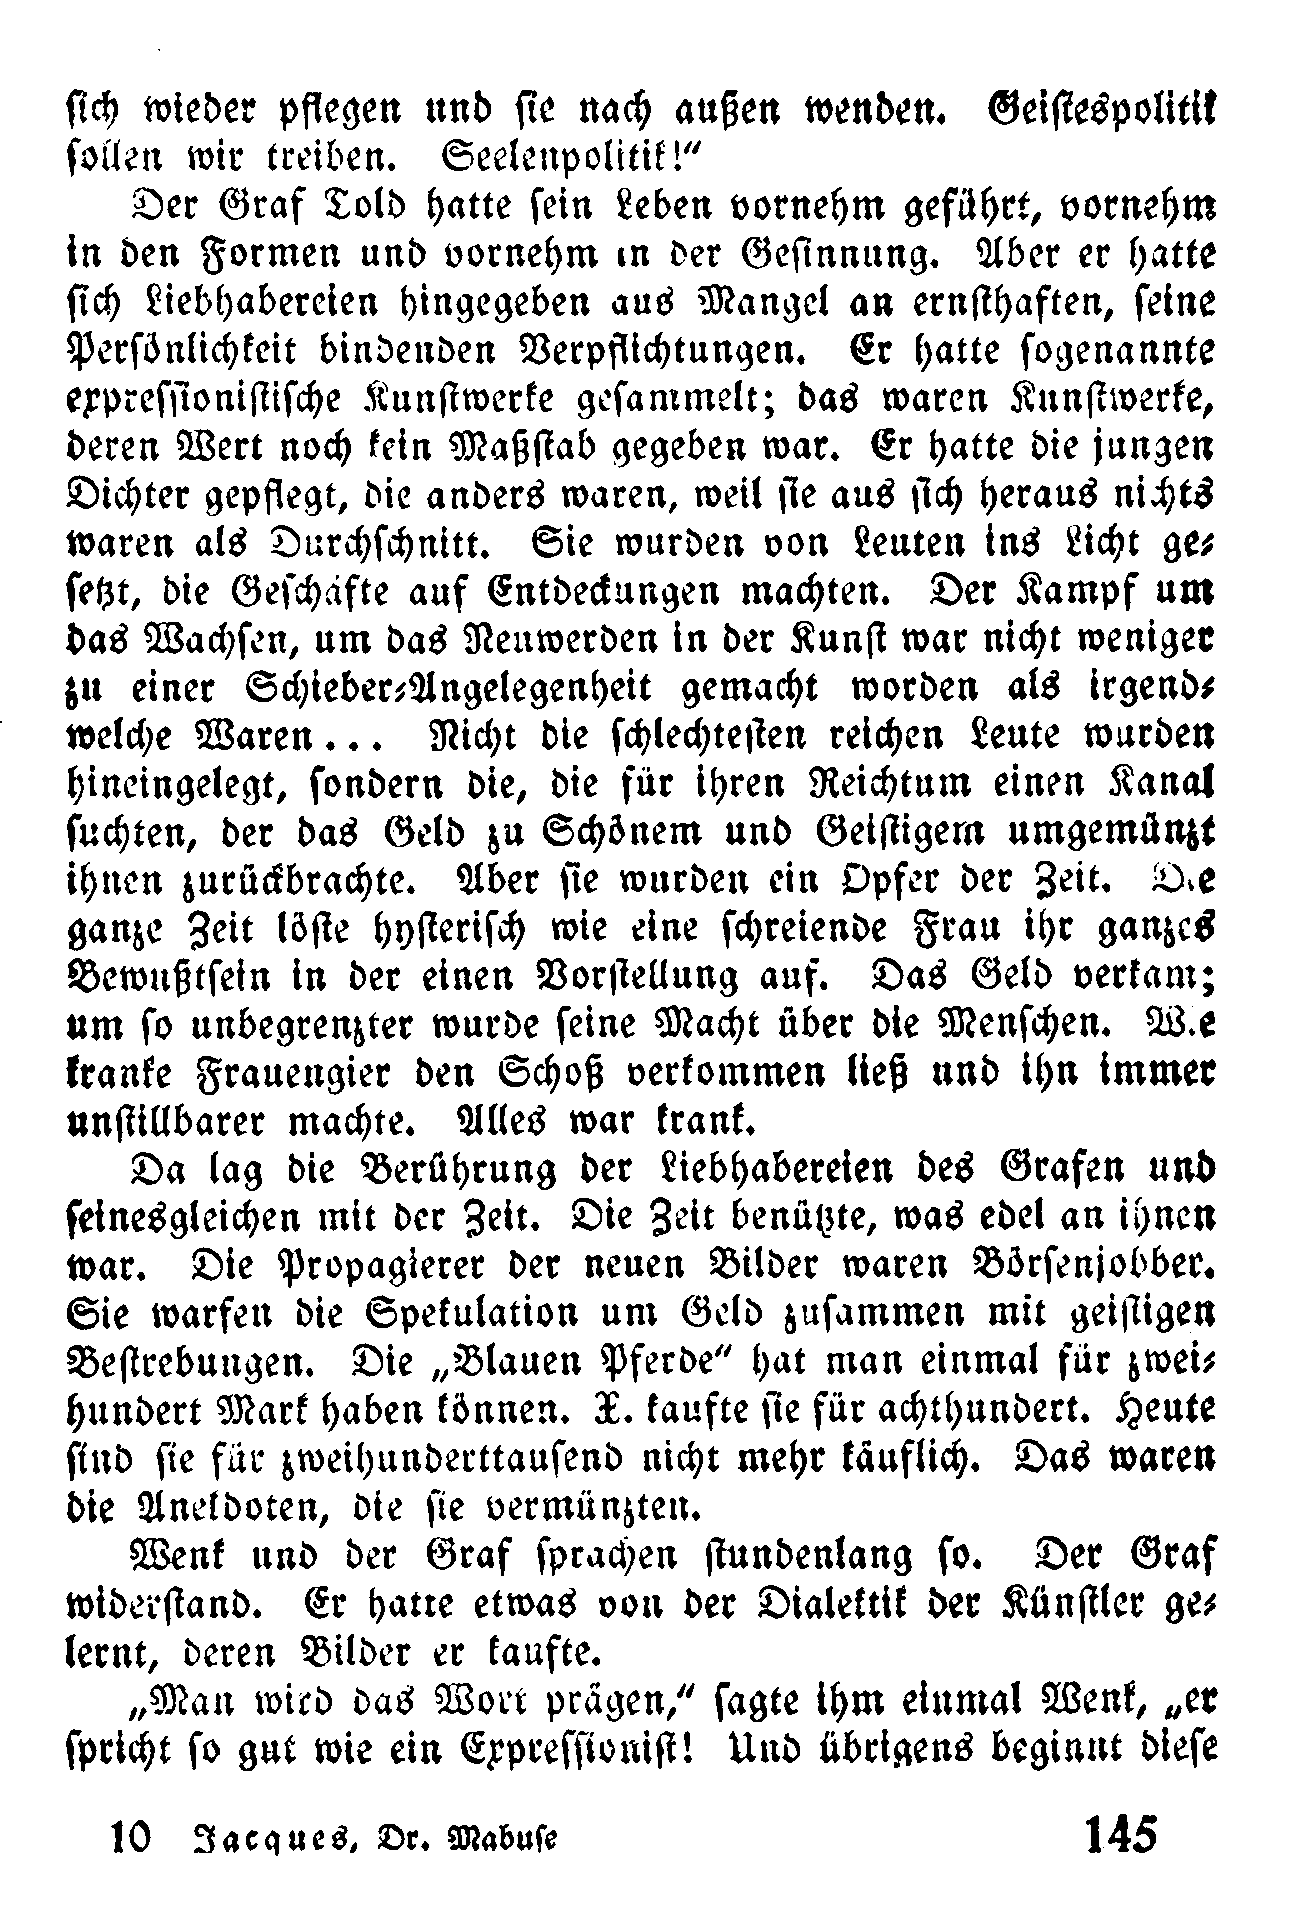 sich wieder pflegen und sie nach außen wenden. Geistespolitik
sollen wir treiben. Seelenpolitik!“
Der Graf Told hatte sein Leben vornehm geführt, vornehm
in den Formen und vornehm in der Gesinnung. Aber er hatte
sich Liebhabereien hingegeben aus Mangel an ernsthaften, seine
Persönlichkeit bindenden Verpflichtungen. Er hatte sogenannte
expressionistische Kunstwerke gesammelt; das waren Kunstwerke,
deren Wert noch kein Maßstab gegeben war. Er hatte die jungen
Dichter gepflegt, die anders waren, weil sie aus sich heraus nichts
waren als Durchschnitt. Sie wurden von Leuten ins Licht ge-
setzt, die Geschäfte auf Entdeckungen machten. Der Kampf um
das Wachsen, um das Neuwerden in der Kunst war nicht weniger
zu einer Schieber-Angelegenheit gemacht worden als irgend-
welche Waren... Nicht die schlechtesten reichen Leute wurden
hineingelegt, sondern die, die für ihren Reichtum einen Kanal
suchten, der das Geld zu Schönem und Geistigem umgemünzt
ihnen zurückbrachte. Aber sie wurden ein Opfer der Zeit. Die
ganze Zeit löste hysterisch wie eine schreiende Frau ihr ganzes
Bewußtsein in der einen Vorstellung auf. Das Geld verkam;
um so unbegrenzter wurde seine Macht über die Menschen. Wie
kranke Frauengier den Schoß verkommen ließ und ihn immer
unstillbarer machte. Alles war krank.
Da lag die Berührung der Liebhabereien des Grafen und
seinesgleichen mit der Zeit. Die Zeit benützte, was edel an ihnen
war. Die Propagierer der neuen Bilder waren Börsenjobber.
Sie warfen die Spekulation um Geld zusammen mit geistigen
Bestrebungen. Die „Blauen Pferde“ hat man einmal für zwei-
hundert Mark haben können. X. kaufte sie für achthundert. Heute
sind sie für zweihunderttausend nicht mehr käuflich. Das waren
die Anekdoten, die sie vermünzten.
Wenk und der Graf sprachen stundenlang so. Der Graf
widerstand. Er hatte etwas von der Dialektik der Künstler ge-
lernt, deren Bilder er kaufte.
„Man wird das Wort prägen,“ sagte ihm einmal Wenk, „er
spricht so gut wie ein Expressionist! Und übrigens beginnt diese
10 Jacques, Dr. Mabuse 145